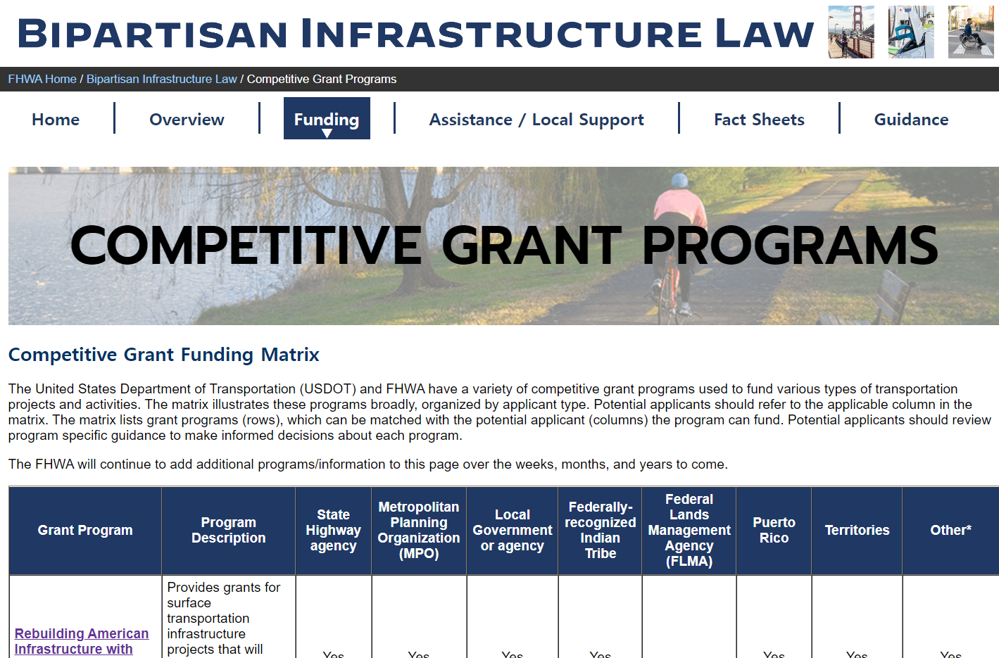 BIPARTISAN INFRASTRUCTURE LAW
FHWA Home / Bipartisan Infrastructure Law / Competitive Grant Programs
Home
Overview
Funding
Assistance / Local Support
Fact Sheets
Guidance
COMPETITIVE GRANT PROGRAMS
Competitive Grant Funding Matrix
The United States Department of Transportation (USDOT) and FHWA have a variety of competitive grant programs used to fund various types of transportation
projects and activities. The matrix illustrates these programs broadly, organized by applicant type. Potential applicants should refer to the applicable column in the
matrix. The matrix lists grant programs (rows), which can be matched with the potential applicant (columns) the program can fund. Potential applicants should review
program specific guidance to make informed decisions about each program.
The FHWA will continue to add additional programs/information to this page over the weeks, months, and years to come.
Grant Program
Program
Description
State
Highway
agency
Metropolitan
Planning
Organization
(MPO)
Local
Government
or agency
Federally-
recognized
Indian
Tribe
Federal
Lands
Management
Agency
(FLMA)
Puerto
Rico
Territories
Other*
Rebuilding American
Infrastructure with
Provides grants for
surface
transportation
infrastructure
projects that will
Yes
Yes
Yes
Yes
Yes
Yes
Yes